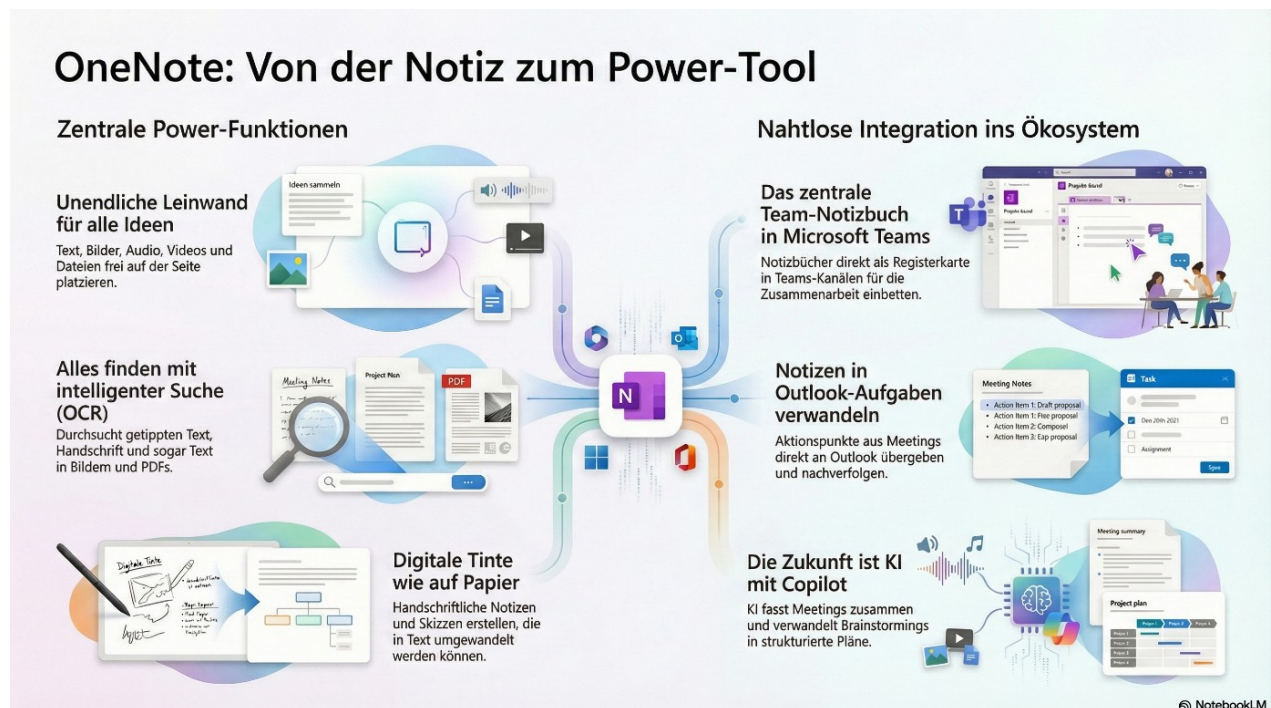 OneNote: Von der Notiz zum Power-Tool
Zentrale Power-Funktionen
Unendliche Leinwand
für alle Ideen
Text, Bilder, Audio, Videos und
Dateien frei auf der Seite
platzieren.
Ideen sammeln
Alles finden mit
intelligenter Suche
(OCR)
Durchsucht getippten Text,
Handschrift und sogar Text
in Bildem und PDFs.
Meeting Notes
Project Plan
PDF
Digitale Tinte
Digitale Tinte
wie auf Papier
Handschriftliche Notizen
und Skizzen erstellen, die
in Text umgewandelt
werden können.
N
Nahtlose Integration ins Ökosystem
Das zentrale
Team-Notizbuch
in Microsoft Teams
Notizbücher direkt als Registerkarte
in Teams-Kanälen für die
Zusammenarbeit einbetten.
T
Notizen in
Outlook-Aufgaben
verwandeln
Aktionspunkte aus Meetings
direkt an Outlook übergeben
und nachverfolgen.
Meeting Notes
Action Item 1: Draft proposal
Action Item 1: Flee proposal
Action Item 2: Composel
Action Item 3: Eap proposal
Task
2021
Assignment
Save
Die Zukunft ist KI
mit Copilot
KI fasst Meetings zusammen
und verwandelt Brainstormings
in strukturierte Pläne.
Meeting summary
Project plan
NotebookLM